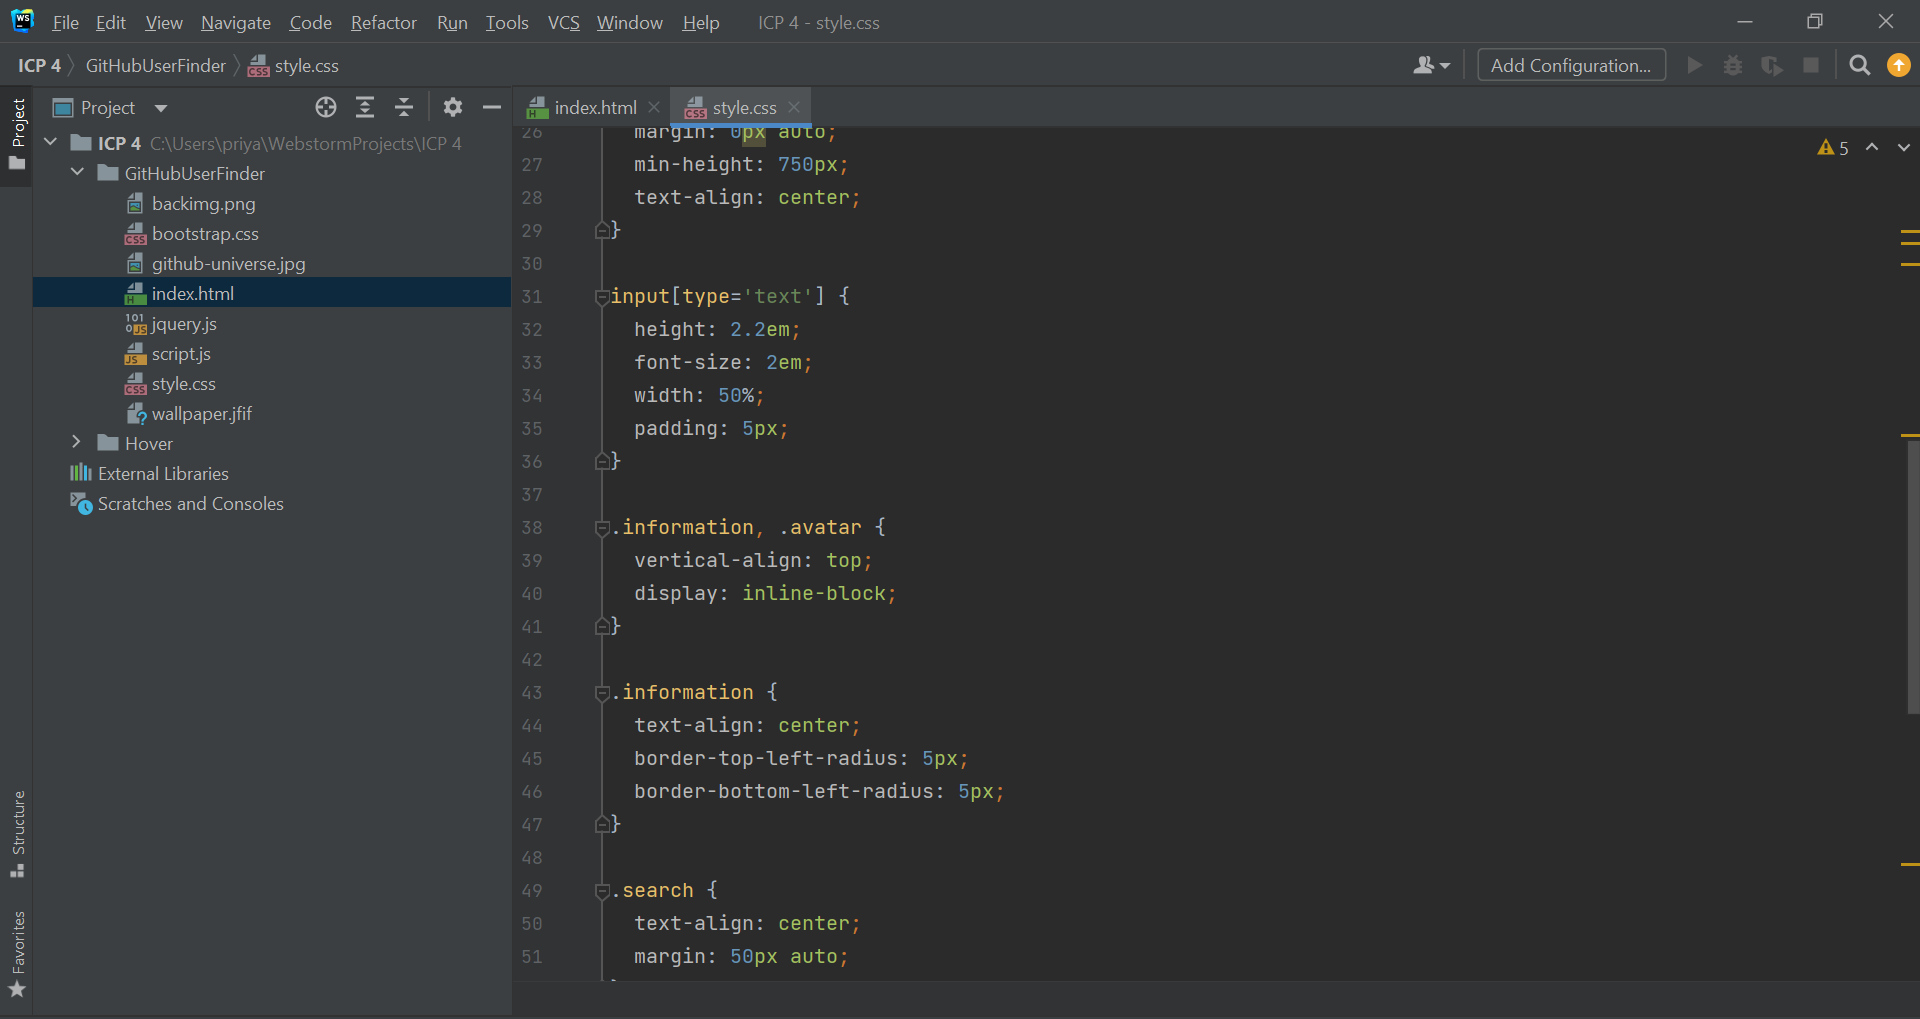 WS File Edit View Navigate Code Refactor Run Tools VCS Window Help ICP 4 - style.css
ICP 4 GitHubUserFinder CSS style.css Add Configuration...
Project
Project
index.html
style.css
ICP 4 C:\Users\priya\WebstormProjects\ICP 4
GitHubUserFinder
backimg.png
bootstrap.css
github-universe.jpg
index.html
jquery.js
script.js
style.css
wallpaper.jfif
Hover
External Libraries
Scratches and Consoles
Structure
Favorites
5
26 margin: 0px auto;
27 min-height: 750px;
28 text-align: center;
29 }
30
31 input[type='text'] {
32 height: 2.2em;
33 font-size: 2em;
34 width: 50%;
35 padding: 5px;
36 }
37
38 .information, .avatar {
39 vertical-align: top;
40 display: inline-block;
41 }
42
43 .information {
44 text-align: center;
45 border-top-left-radius: 5px;
46 border-bottom-left-radius: 5px;
47 }
48
49 .search {
50 text-align: center;
51 margin: 50px auto;